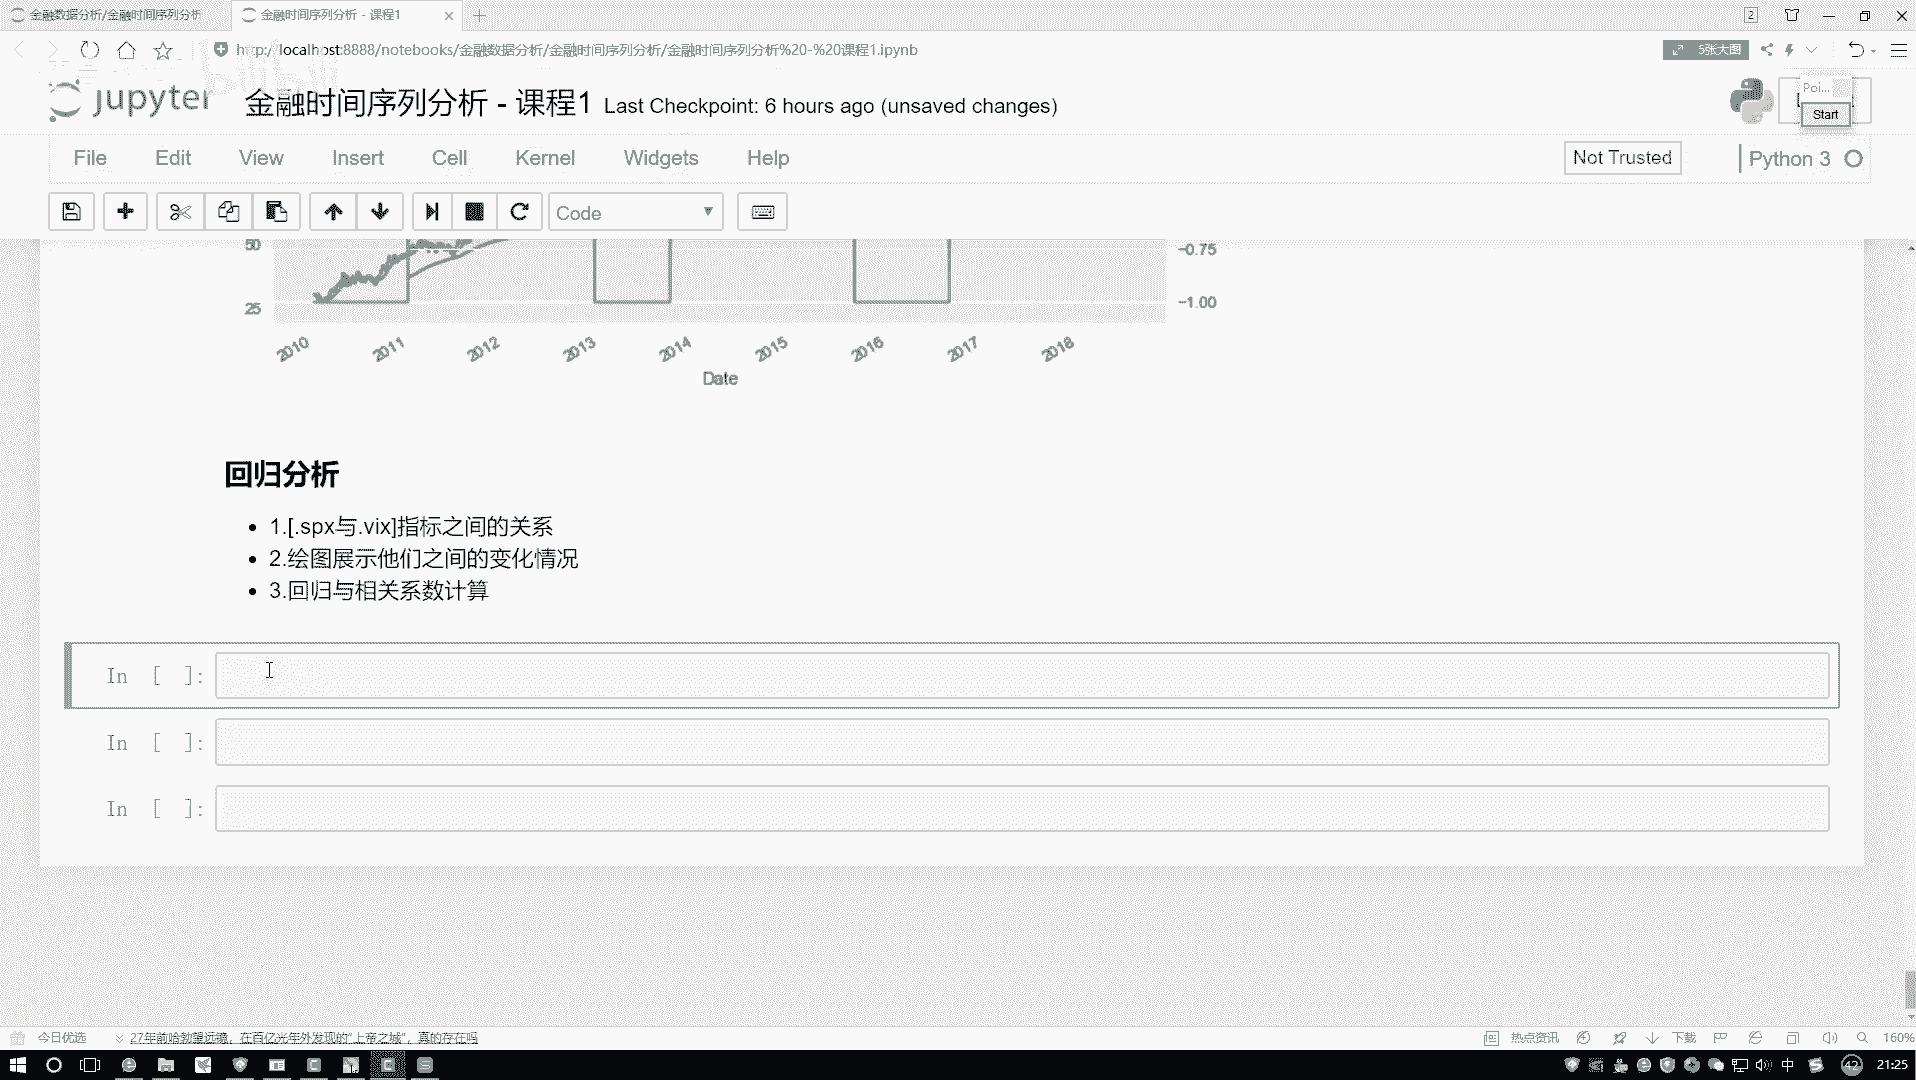 金融数据分析/金融时间序列分析
金融时间序列分析 - 课程1
2
http://localhost:8888/notebooks/金融数据分析/金融时间序列分析/金融时间序列分析%20-%20课程1.ipynb
5张大图
jupyter
金融时间序列分析 - 课程1 Last Checkpoint: 6 hours ago (unsaved changes)
Poi...
Start
File Edit View Insert Cell Kernel Widgets Help
Not Trusted
Python 3
Code
50
-0.75
25
-1.00
2010 2011 2012 2013 2014 2015 2016 2017 2018
Date
回归分析
1.[.spx与.vix]指标之间的关系
2.绘图展示他们之间的变化情况
3.回归与相关系数计算
In [ ]:
In [ ]:
In [ ]:
今日优选
27年前哈勃望远镜，在百亿光年外发现的“上帝之城”，真的存在吗
热点资讯
下载
160%
中
42
21:25